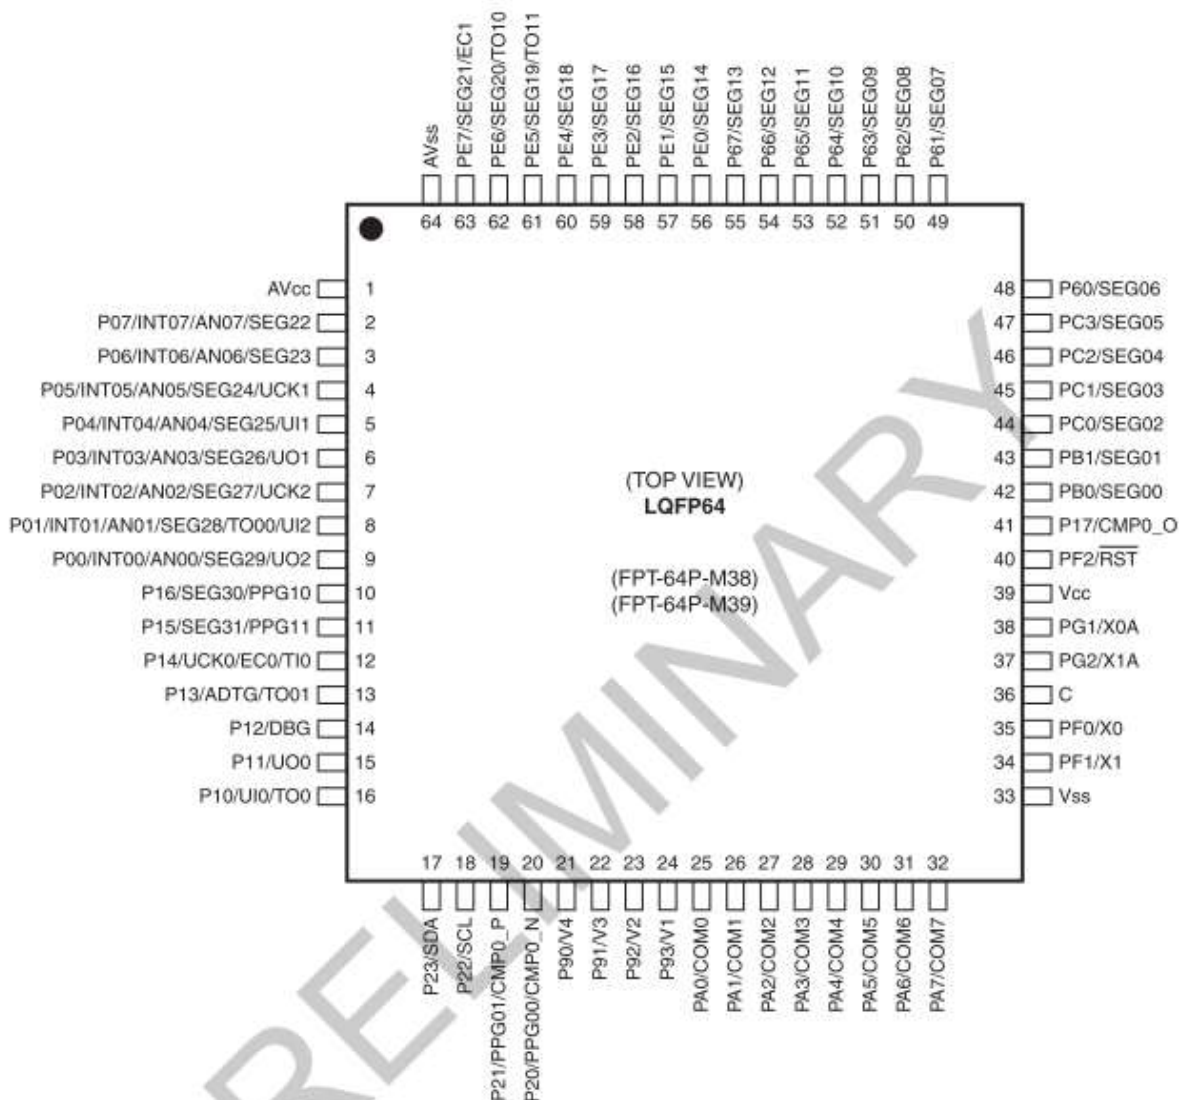 AVss
PE7/SEG21/EC1
PE6/SEG20/TO10
PE5/SEG19/TO11
PE4/SEG18
PE3/SEG17
PE2/SEG16
PE1/SEG15
PE0/SEG14
P67/SEG13
P66/SEG12
P65/SEG11
P64/SEG10
P63/SEG09
P62/SEG08
P61/SEG07
64 63 62 61 60 59 58 57 56 55 54 53 52 51 50 49
AVcc 1
P07/INT07/AN07/SEG22 2
P06/INT06/AN06/SEG23 3
P05/INT05/AN05/SEG24/UCK1 4
P04/INT04/AN04/SEG25/UI1 5
P03/INT03/AN03/SEG26/UO1 6
P02/INT02/AN02/SEG27/UCK2 7
P01/INT01/AN01/SEG28/TO00/UI2 8
P00/INT00/AN00/SEG29/UO2 9
P16/SEG30/PPG10 10
P15/SEG31/PPG11 11
P14/UCK0/EC0/TI0 12
P13/ADTG/TO01 13
P12/DBG 14
P11/UO0 15
P10/UI0/TO0 16
(TOP VIEW)
LQFP64
(FPT-64P-M38)
(FPT-64P-M39)
48 P60/SEG06
47 PC3/SEG05
46 PC2/SEG04
45 PC1/SEG03
44 PC0/SEG02
43 PB1/SEG01
42 PB0/SEG00
41 P17/CMP0_O
40 PF2/RST
39 Vcc
38 PG1/X0A
37 PG2/X1A
36 C
35 PF0/X0
34 PF1/X1
33 Vss
17 18 19 20 21 22 23 24 25 26 27 28 29 30 31 32
P23/SDA
P22/SCL
P21/PPG01/CMP0_P
P20/PPG00/CMP0_N
P90/V4
P91/V3
P92/V2
P93/V1
PA0/COM0
PA1/COM1
PA2/COM2
PA3/COM3
PA4/COM4
PA5/COM5
PA6/COM6
PA7/COM7
RELIMINARY